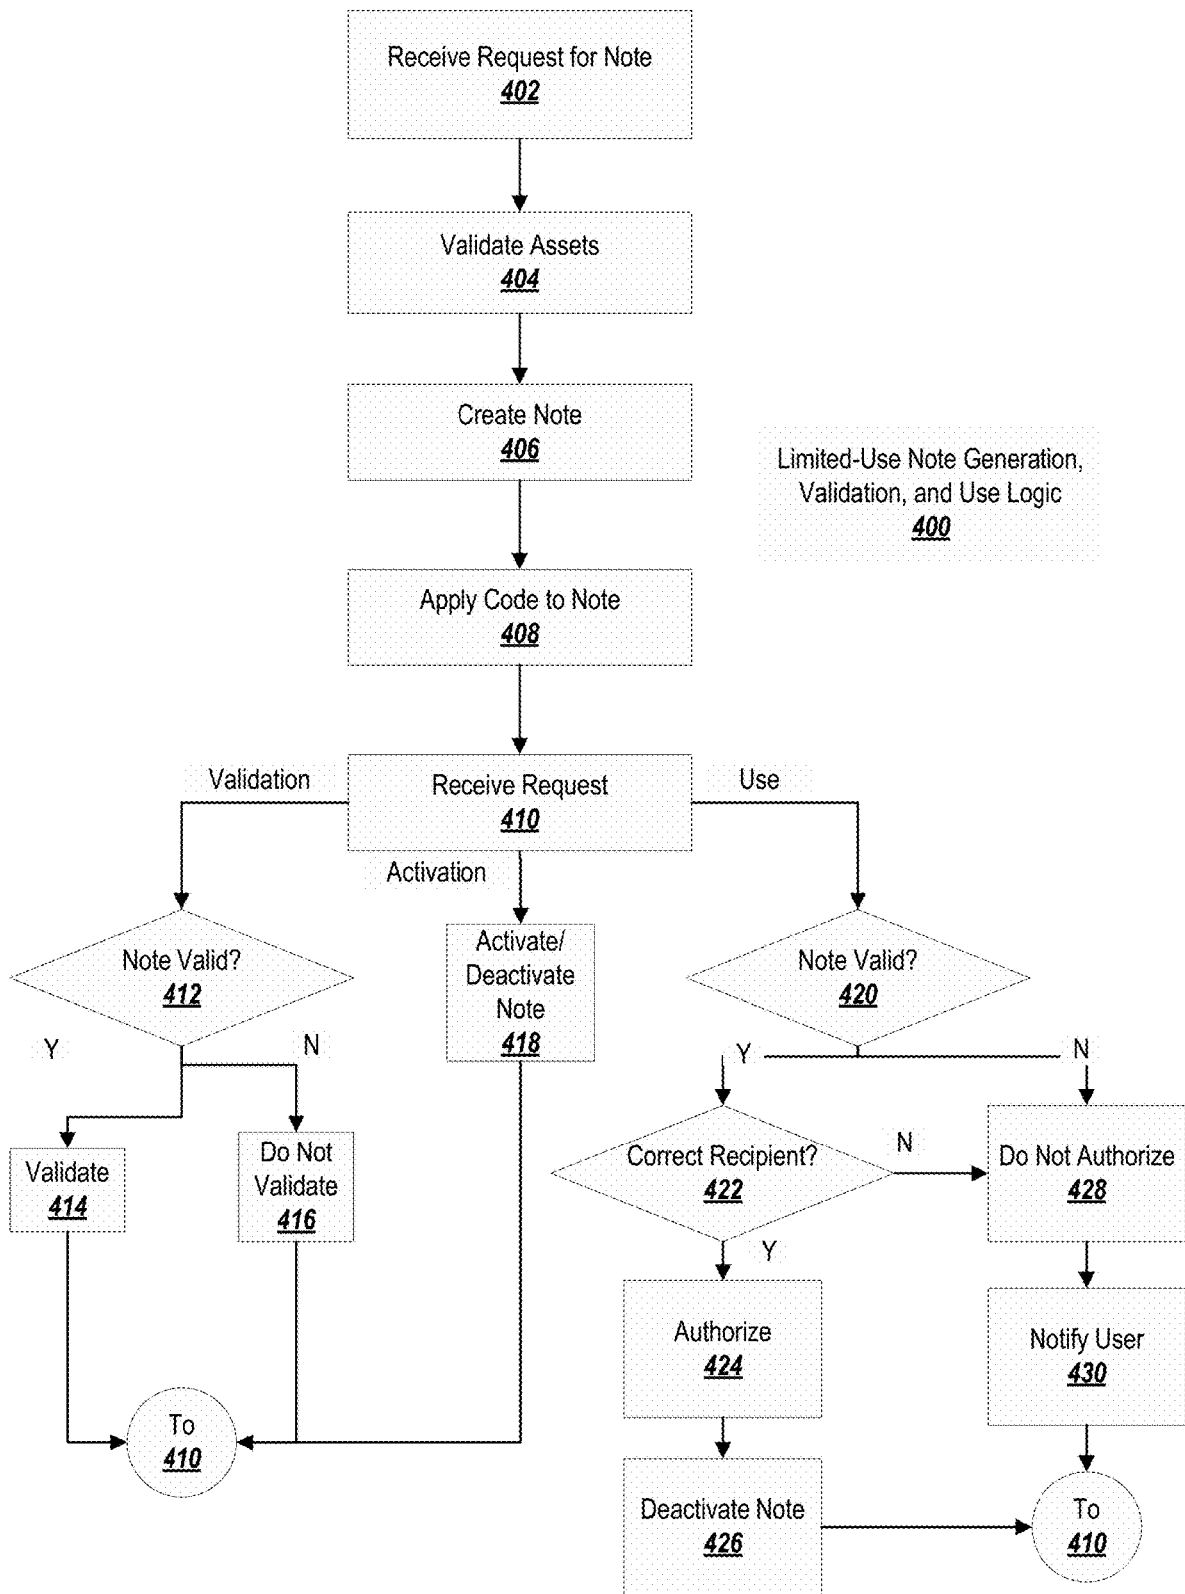 Receive Request for Note
402
Validate Assets
404
Create Note
406
Limited-Use Note Generation,
Validation, and Use Logic
400
Apply Code to Note
408
Validation
Receive Request
410
Use
Activation
Note Valid?
412
Activate/
Deactivate
Note
418
Note Valid?
420
Y
N
Y
N
Validate
414
Do Not
Validate
416
Correct Recipient?
422
N
Do Not Authorize
428
Y
Authorize
424
Notify User
430
To
410
Deactivate Note
426
To
410